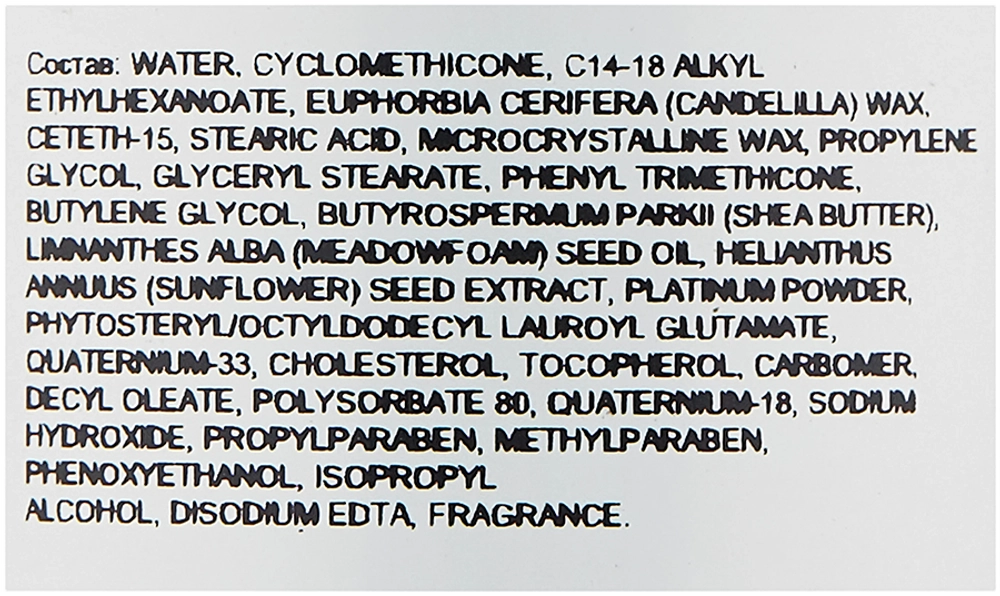 Состав: WATER, CYCLOMETHICONE, C14-18 ALKYL
ETHYLHEXANOATE, EUPHORBIA CERIFERA (CANDELILLA) WAX,
CETETH-15, STEARIC ACID, MICROCRYSTALLINE WAX, PROPYLENE
GLYCOL, GLYCERYL STEARATE, PHENYL TRIMETHICONE,
BUTYLENE GLYCOL, BUTYROSPERMUM PARKII (SHEA BUTTER),
LIMNANTHES ALBA (MEADOWFOAM) SEED OIL, HELIANTHUS
ANNUUS (SUNFLOWER) SEED EXTRACT, PLATINUM POWDER,
PHYTOSTERYL/OCTYLDODECYL LAUROYL GLUTAMATE,
QUATERNIUM-33, CHOLESTEROL, TOCOPHEROL, CARBOMER,
DECYL OLEATE, POLYSORBATE 80, QUATERNIUM-18, SODIUM
HYDROXIDE, PROPYLPARABEN, METHYLPARABEN,
PHENOXYETHANOL, ISOPROPYL
ALCOHOL, DISODIUM EDTA, FRAGRANCE.